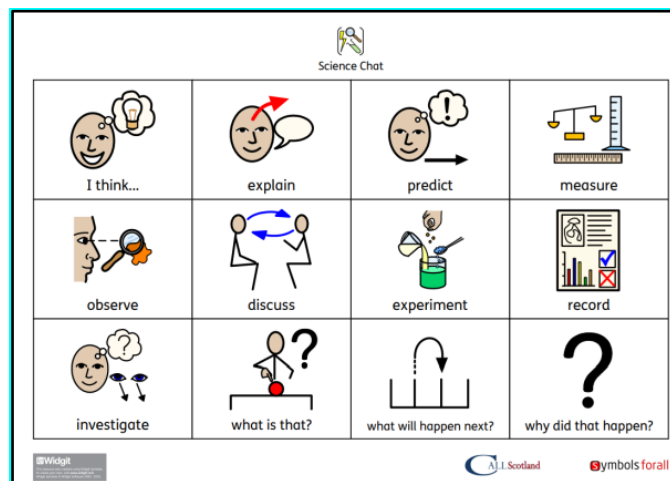 Science Chat
I think...
explain
predict
measure
observe
discuss
experiment
record
investigate
what is that?
what will happen next?
why did that happen?
Widgit
CALL Scotland
symbols forall